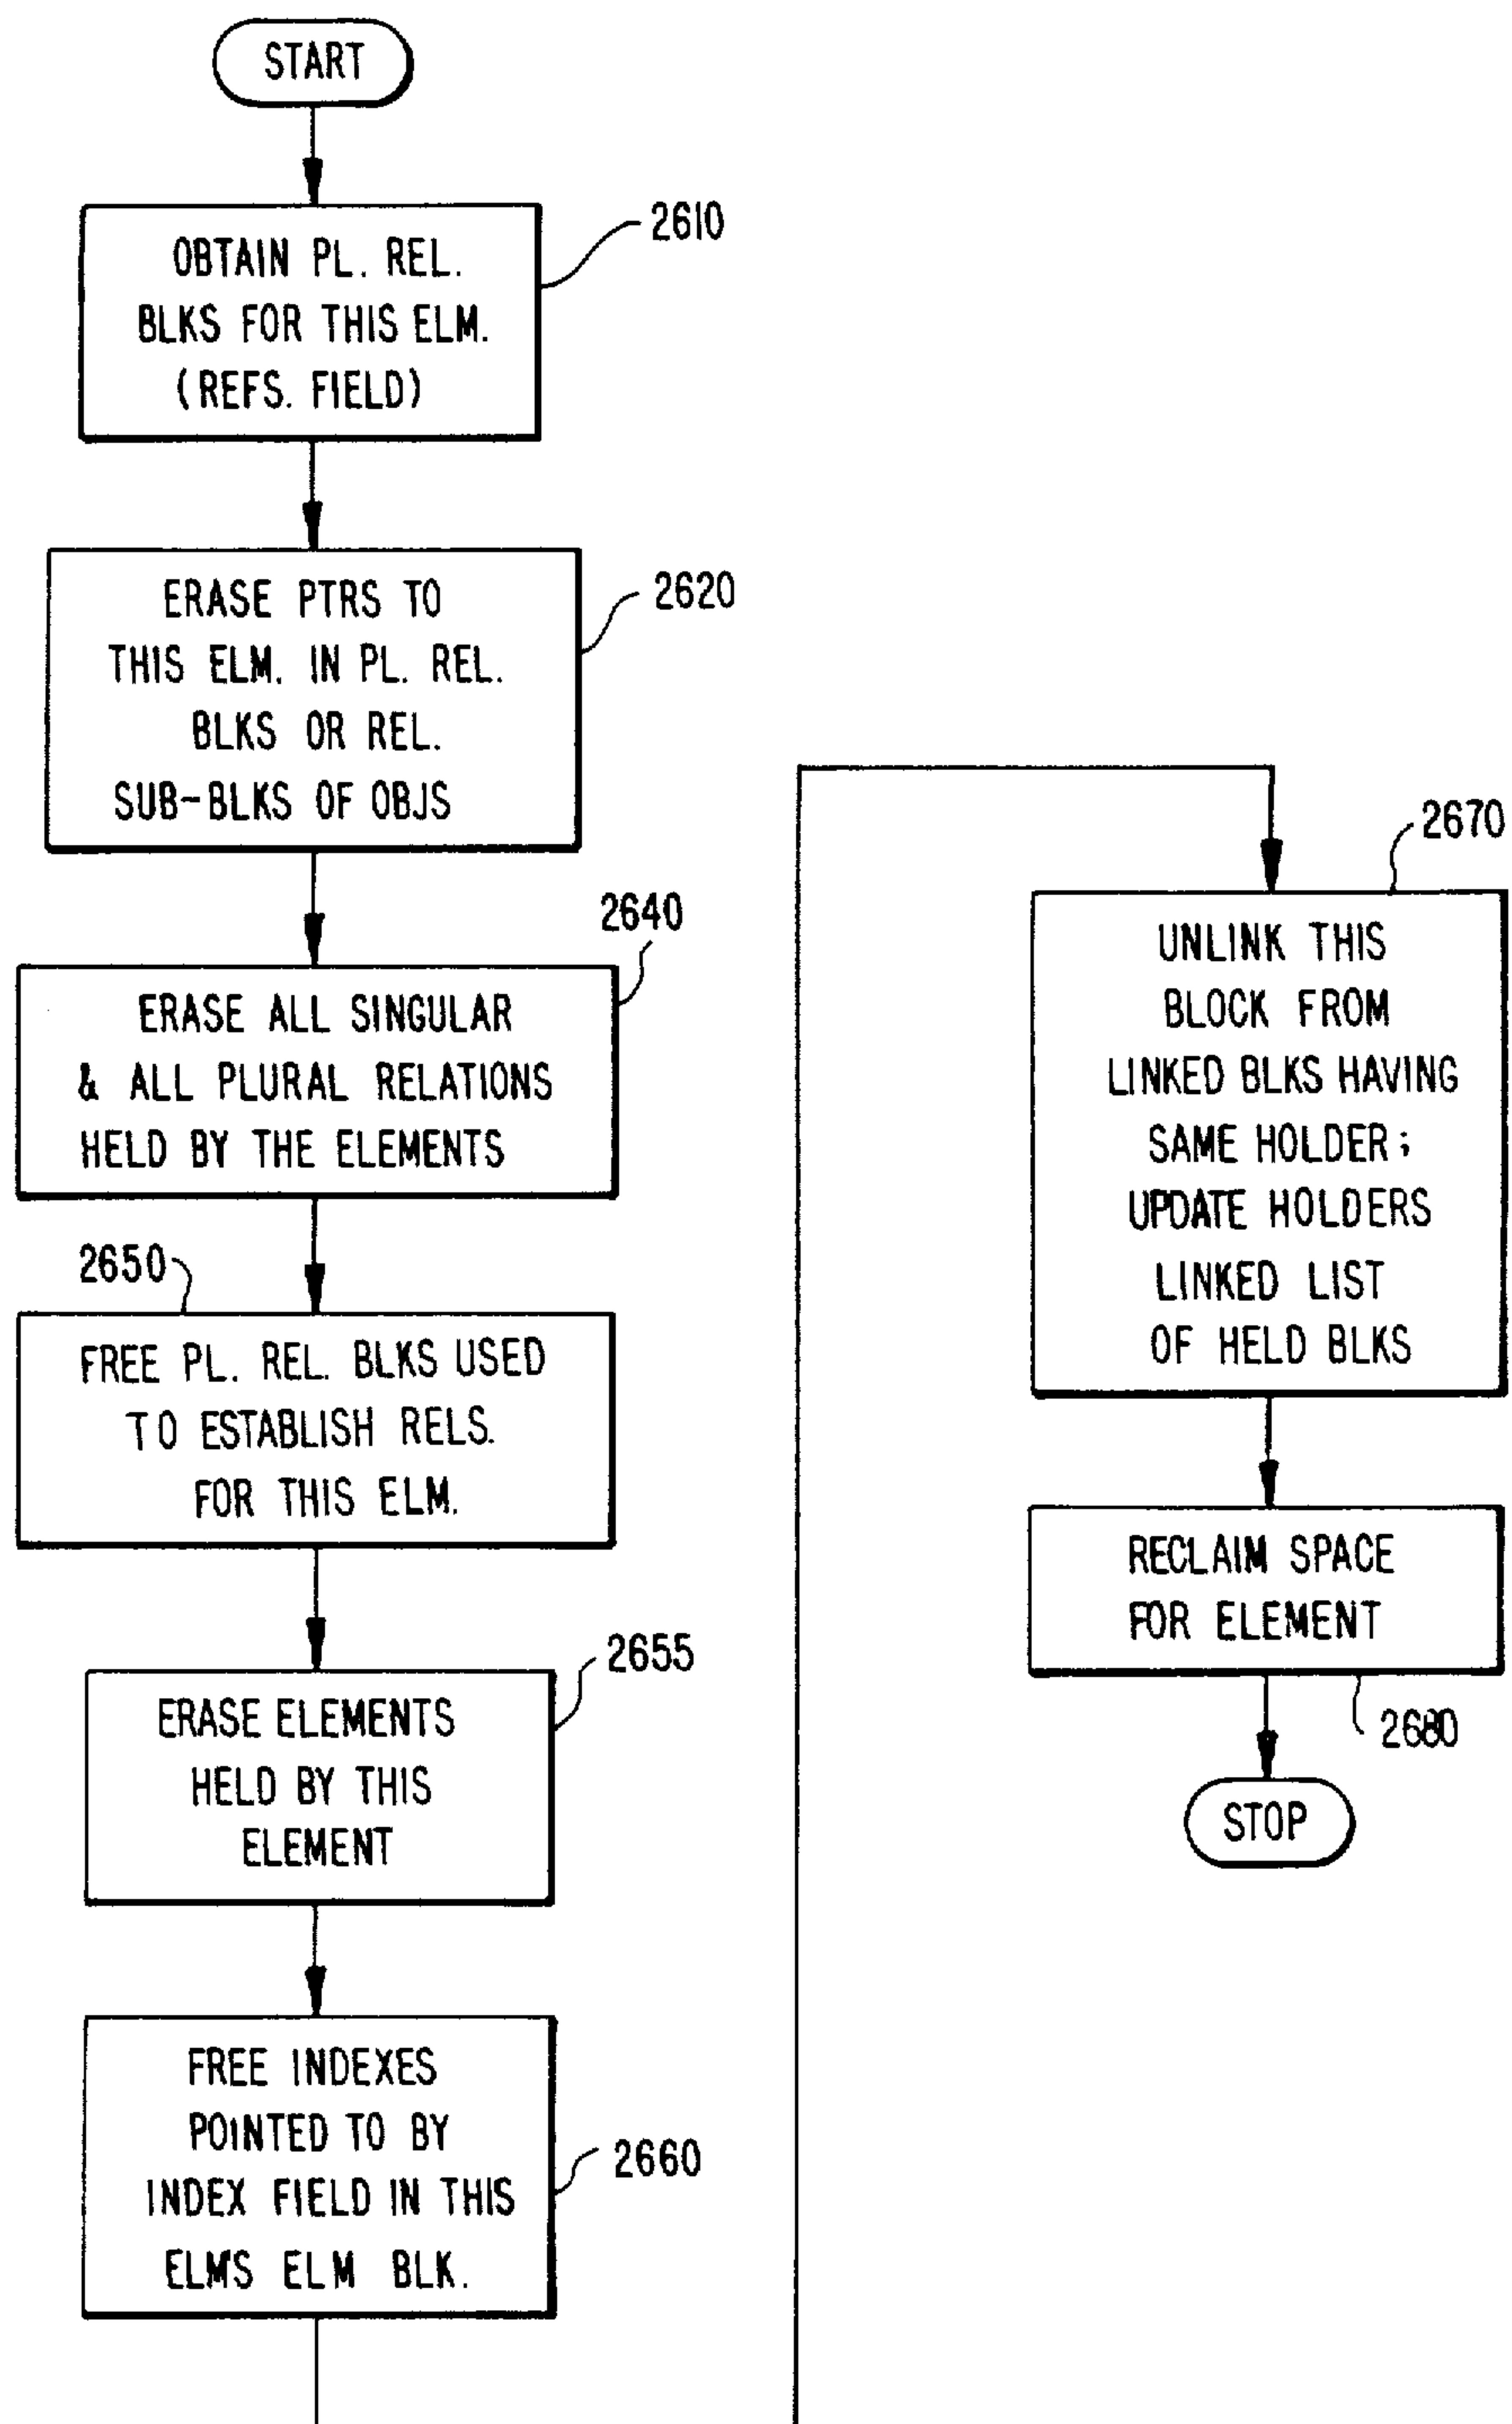 START
2610
OBTAIN PL. REL.
BLKS FOR THIS ELM.
(REFS. FIELD)
2620
ERASE PTRS TO
THIS ELM. IN PL. REL.
BLKS OR REL.
SUB-BLKS OF OBJS
2640
ERASE ALL SINGULAR
& ALL PLURAL RELATIONS
HELD BY THE ELEMENTS
2650
FREE PL. REL. BLKS USED
TO ESTABLISH RELS.
FOR THIS ELM.
2655
ERASE ELEMENTS
HELD BY THIS
ELEMENT
FREE INDEXES
POINTED TO BY
2660
INDEX FIELD IN THIS
ELMS ELM BLK.
2670
UNLINK THIS
BLOCK FROM
LINKED BLKS HAVING
SAME HOLDER;
UPDATE HOLDERS
LINKED LIST
OF HELD BLKS
RECLAIM SPACE
FOR ELEMENT
2680
STOP